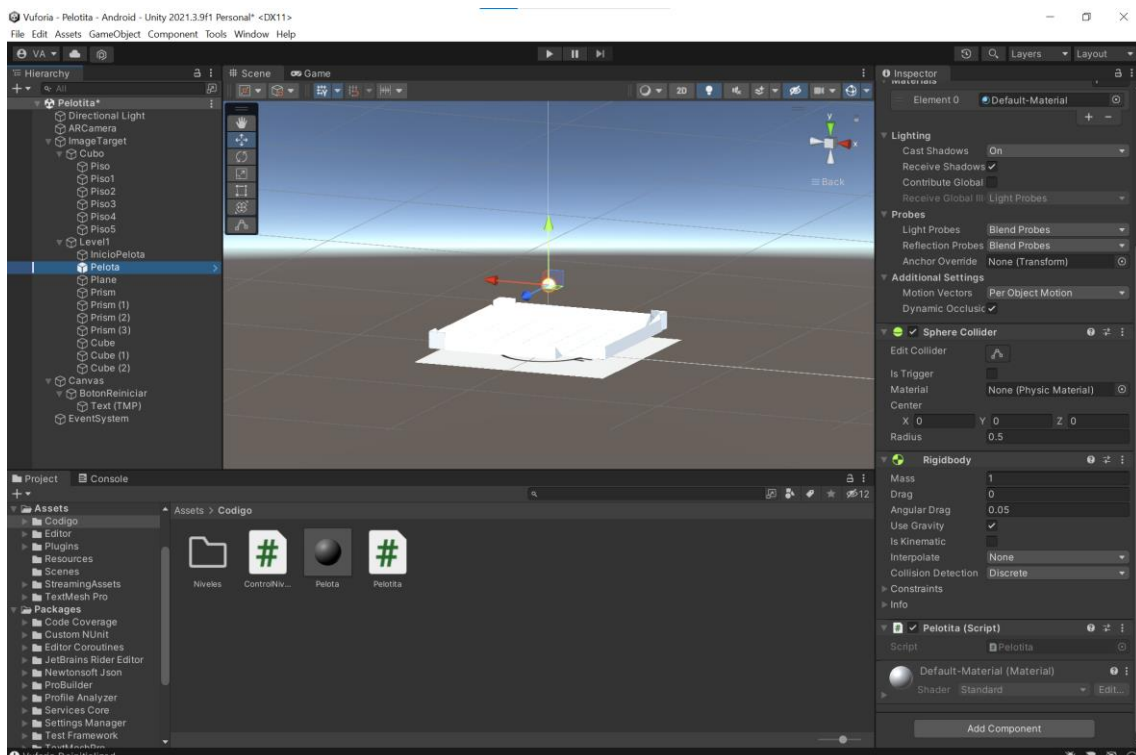 Vuforia - Pelotita - Android - Unity 2021.3.9f1 Personal* <DX11>
File Edit Assets GameObject Component Tools Window Help
VA
Layers
Layout
Hierarchy
All
Pelotita*
Directional Light
ARCamera
ImageTarget
Cubo
Piso
Piso1
Piso2
Piso3
Piso4
Piso5
Level1
InicioPelota
Pelota
Plane
Prism
Prism (1)
Prism (2)
Prism (3)
Cube
Cube (1)
Cube (2)
Canvas
BotonReiniciar
Text (TMP)
EventSystem
Scene Game
2D
y
x
Back
Inspector
Materials
Element 0 Default-Material
+ -
Lighting
Cast Shadows On
Receive Shadows
Contribute Global
Receive Global Ill Light Probes
Probes
Light Probes Blend Probes
Reflection Probes Blend Probes
Anchor Override None (Transform)
Additional Settings
Motion Vectors Per Object Motion
Dynamic Occlusic
Sphere Collider
Edit Collider
Is Trigger
Material None (Physic Material)
Center
X 0 Y 0 Z 0
Radius 0.5
Rigidbody
Mass 1
Drag 0
Angular Drag 0.05
Use Gravity
Is Kinematic
Interpolate None
Collision Detection Discrete
Constraints
Info
Pelotita (Script)
Script Pelotita
Default-Material (Material)
Shader Standard Edit...
Add Component
Project Console
12
Assets
Codigo
Editor
Plugins
Resources
Scenes
StreamingAssets
TextMesh Pro
Packages
Code Coverage
Custom NUnit
Editor Coroutines
JetBrains Rider Editor
Newtonsoft Json
ProBuilder
Profile Analyzer
Services Core
Settings Manager
Test Framework
TextMeshPro
Assets > Codigo
Niveles ControlNiv... Pelota Pelotita
Vuforia Deinitialized